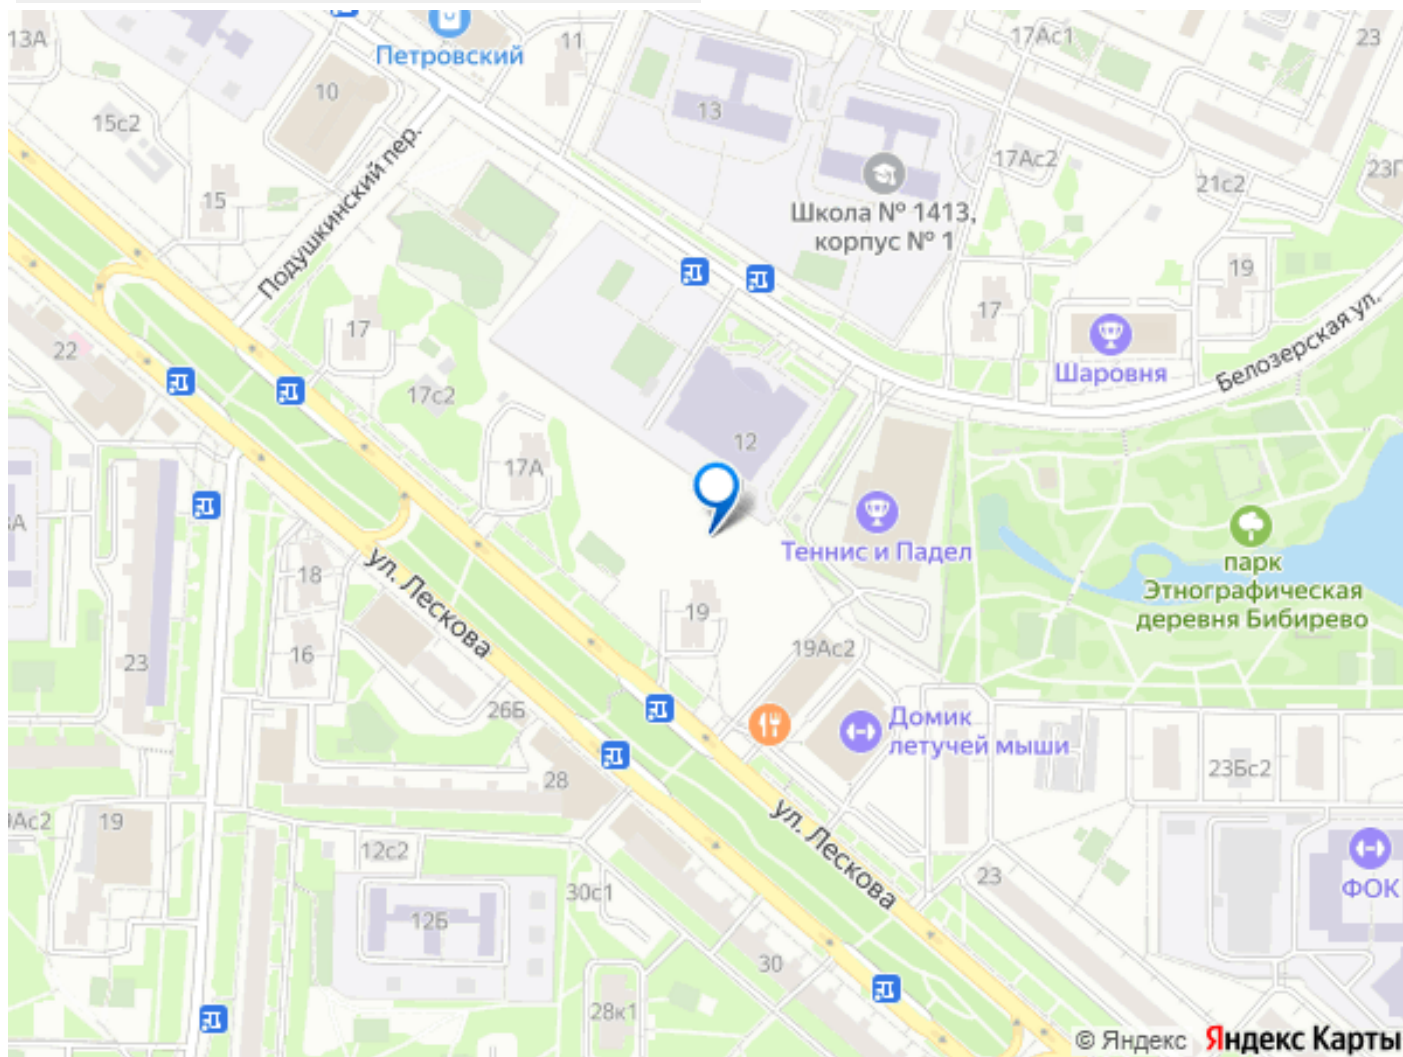 13А
Петровский
11
17Ас1
23
10
13
15с2
17Ас2
23Г
Подушкинский пер.
15
21с2
Школа № 1413,
корпус № 1
19
17
17
22
Шаровня
Белозерская ул.
17с2
12
17А
Теннис и Падел
парк
Этнографическая
деревня Бибирево
ул. Лескова
18
19
16
19Ас2
23
26Б
Домик
летучей мыши
28
23Бс2
19
ул. Лескова
12с2
30с1
23
ФОК
12Б
30
28к1
© Яндекс Яндекс Карты